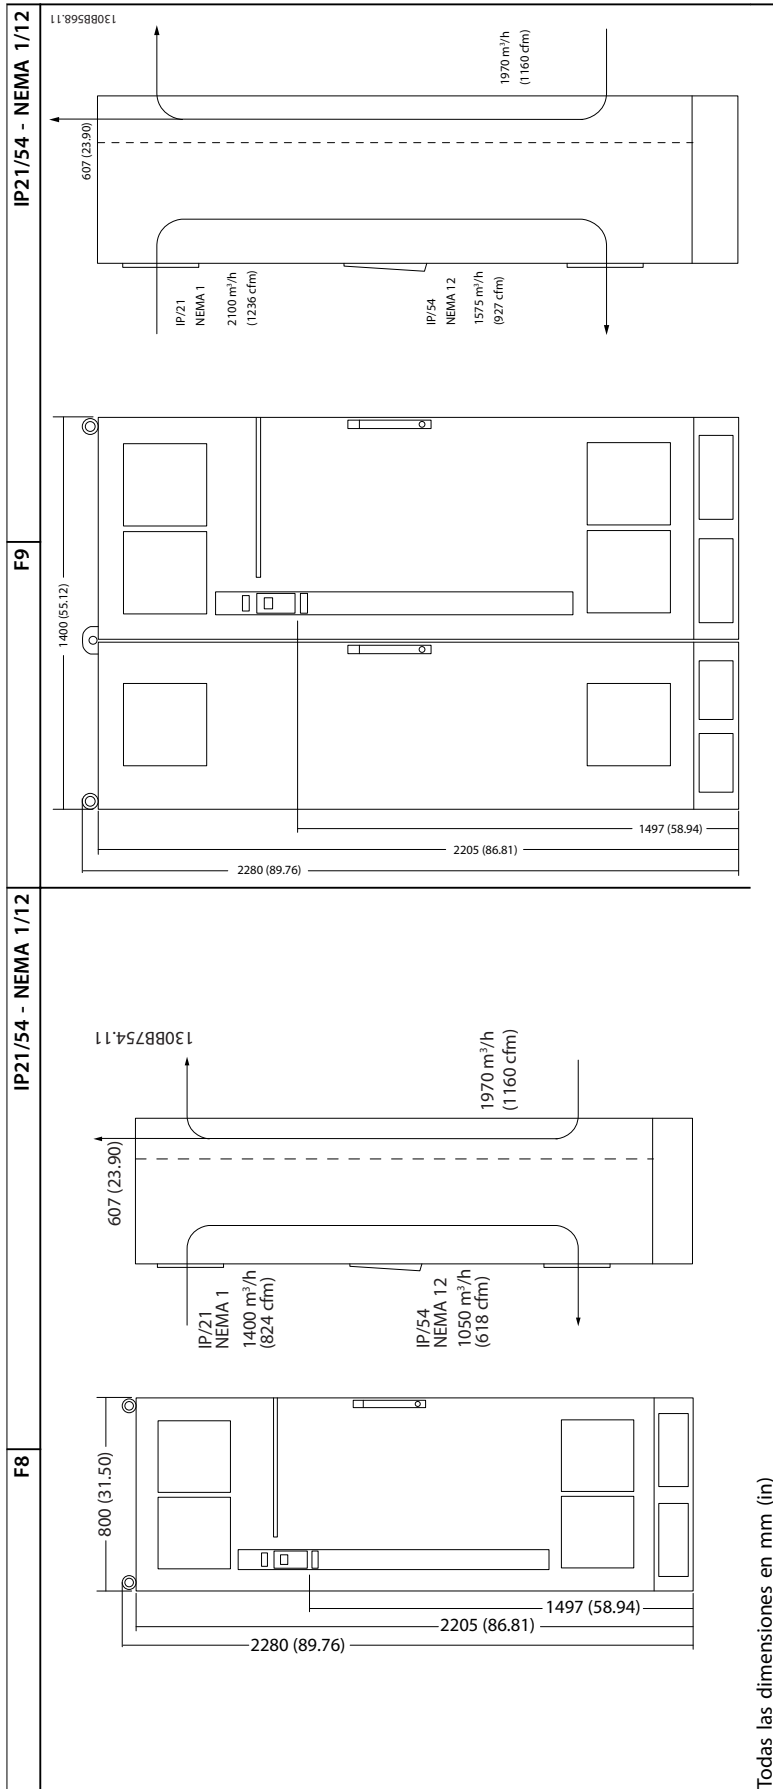 F8
IP21/54 - NEMA 1/12
F9
IP21/54 - NEMA 1/12
800 (31.50)
2280 (89.76)
2205 (86.81)
1497 (58.94)
IP/21
NEMA 1
1400 m³/h
(824 cfm)
IP/54
NEMA 12
1050 m³/h
(618 cfm)
607 (23.90)
1970 m³/h
(1160 cfm)
130BB754.11
1400 (55.12)
2280 (89.76)
2205 (86.81)
1497 (58.94)
IP/21
NEMA 1
2100 m³/h
(1236 cfm)
IP/54
NEMA 12
1575 m³/h
(927 cfm)
607 (23.90)
1970 m³/h
(1160 cfm)
130BB568.11
Todas las dimensiones en mm (in)